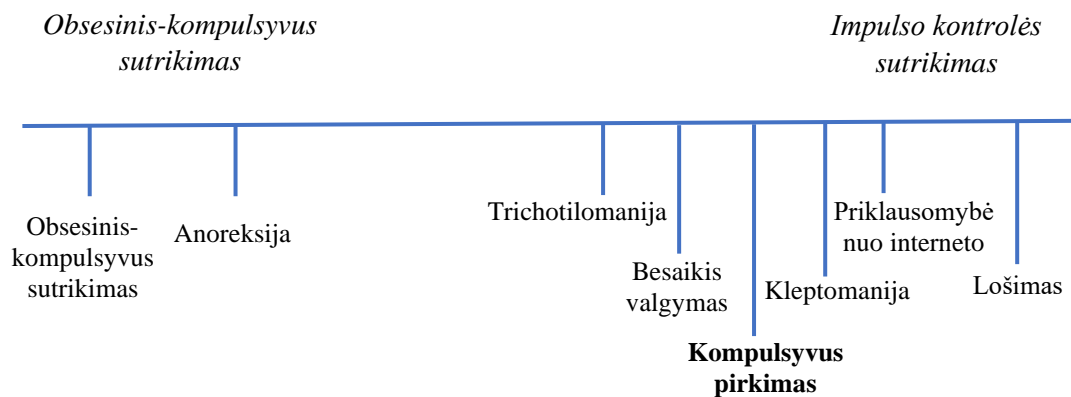 Obsesinis-kompulsyvus
sutrikimas
Impulso kontrolės
sutrikimas
Obsesinis-
kompulsyvus
sutrikimas
Anoreksija
Trichotilomanija
Besaikis
valgymas
Kompulsyvus
pirkimas
Kleptomanija
Priklausomybė
nuo interneto
Lošimas